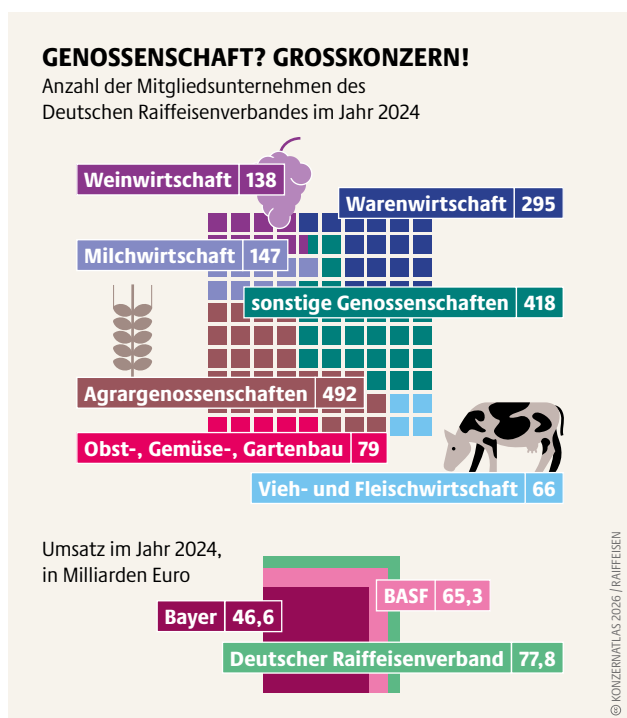 GENOSSENSCHAFT? GROSSKONZERN!
Anzahl der Mitgliedsunternehmen des
Deutschen Raiffeisenverbandes im Jahr 2024
Weinwirtschaft 138
Warenwirtschaft 295
Milchwirtschaft 147
sonstige Genossenschaften 418
Agrargenossenschaften 492
Obst-, Gemüse-, Gartenbau 79
Vieh- und Fleischwirtschaft 66
Umsatz im Jahr 2024,
in Milliarden Euro
BASF 65,3
Bayer 46,6
Deutscher Raiffeisenverband 77,8
KONZERNATLAS 2026 / RAIFFEISEN